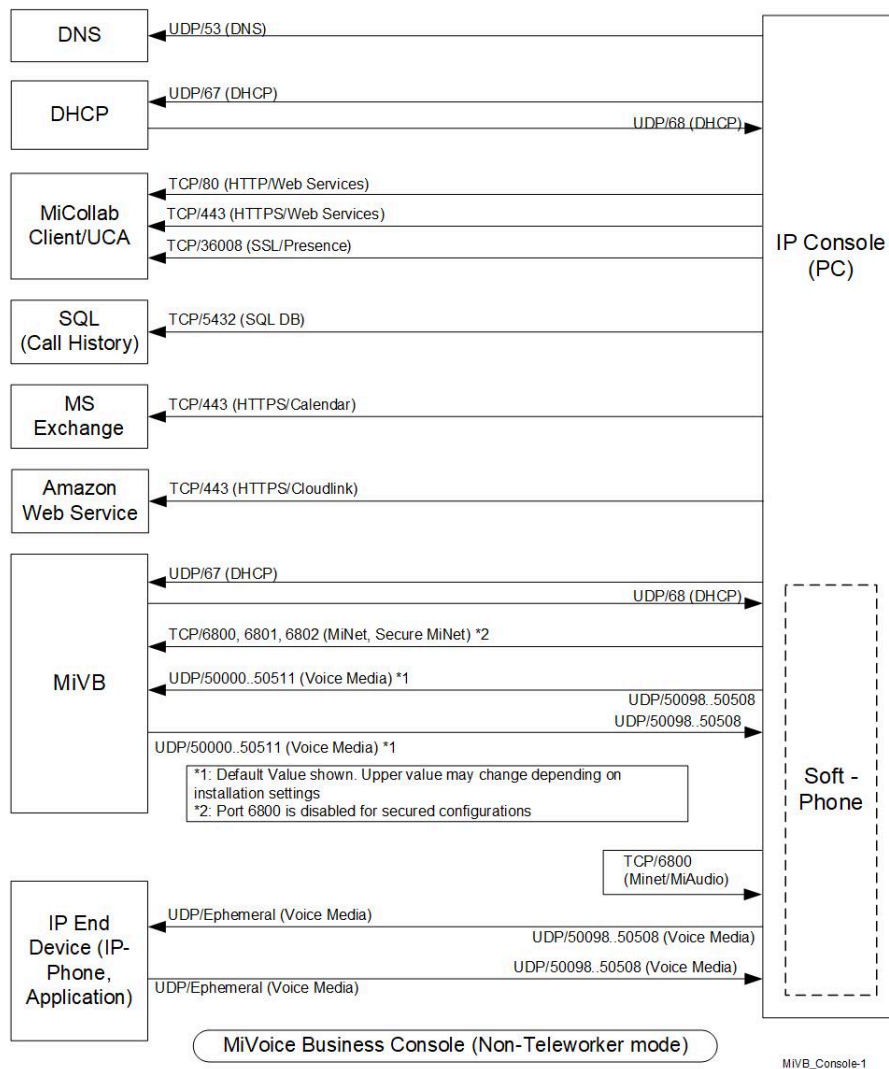 DNS
UDP/53 (DNS)
DHCP
UDP/67 (DHCP)
UDP/68 (DHCP)
MiCollab
Client/UCA
TCP/80 (HTTP/Web Services)
TCP/443 (HTTPS/Web Services)
TCP/36008 (SSL/Presence)
IP Console
(PC)
SQL
(Call History)
TCP/5432 (SQL DB)
MS
Exchange
TCP/443 (HTTPS/Calendar)
Amazon
Web Service
TCP/443 (HTTPS/Cloudlink)
MiVB
UDP/67 (DHCP)
UDP/68 (DHCP)
TCP/6800, 6801, 6802 (MiNet, Secure MiNet) *2
UDP/50000..50511 (Voice Media) *1
UDP/50098..50508
UDP/50098..50508
UDP/50000..50511 (Voice Media) *1
*1: Default Value shown. Upper value may change depending on
installation settings
*2: Port 6800 is disabled for secured configurations
Soft -
Phone
TCP/6800
(Minet/MiAudio)
IP End
Device (IP-
Phone,
Application)
UDP/Ephemeral (Voice Media)
UDP/50098..50508 (Voice Media)
UDP/50098..50508 (Voice Media)
UDP/Ephemeral (Voice Media)
MiVoice Business Console (Non-Teleworker mode)
MiVB_Console-1